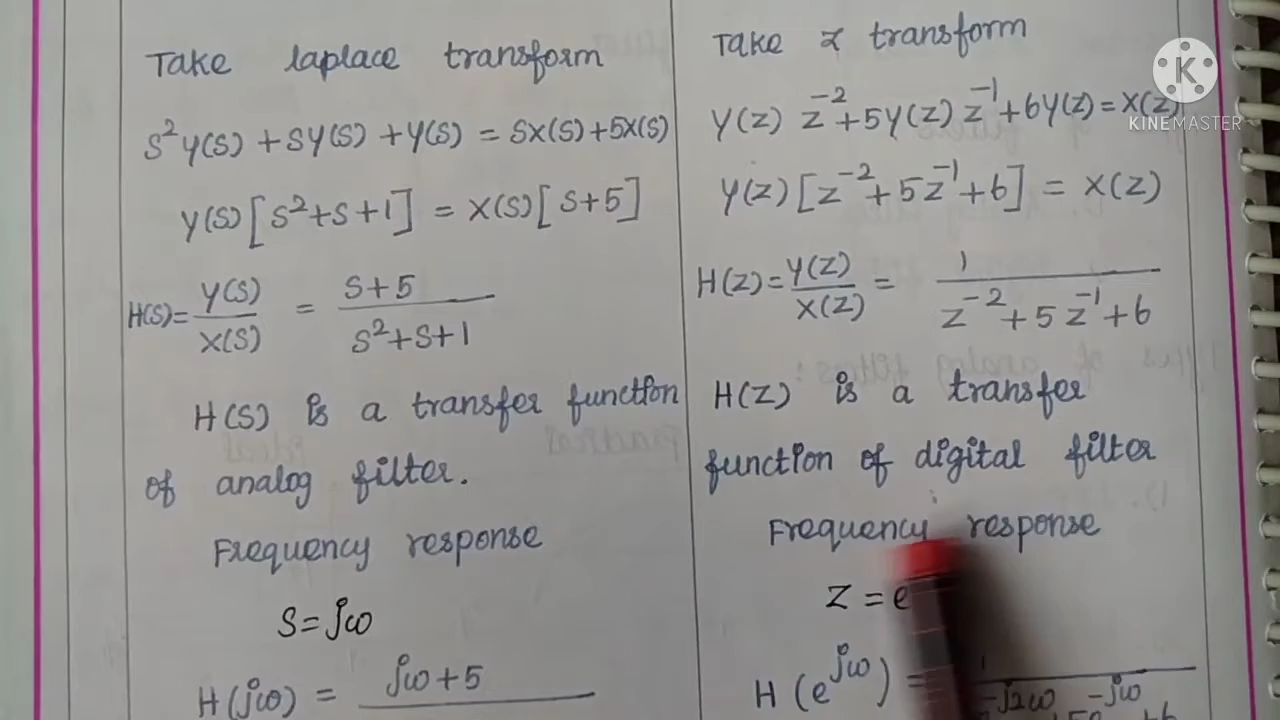 Take laplace transform
S²Y(S) + SY(S) + Y(S) = SX(S) + 5X(S)
Y(S) [S² + S + 1] = X(S) [S + 5]
H(S) = Y(S) / X(S) = S + 5 / S² + S + 1
H(S) is a transfer function
of analog filter.
Frequency response
S = jω
H(jω) = jω + 5
Take z transform
Y(Z) Z⁻² + 5Y(Z) Z⁻¹ + 6Y(Z) = X(Z)
Y(Z) [Z⁻² + 5Z⁻¹ + 6] = X(Z)
H(Z) = Y(Z) / X(Z) = 1 / Z⁻² + 5Z⁻¹ + 6
H(Z) is a transfer
function of digital filter
Frequency response
Z = e
H(e^jω) = 1
K
KINEMASTER